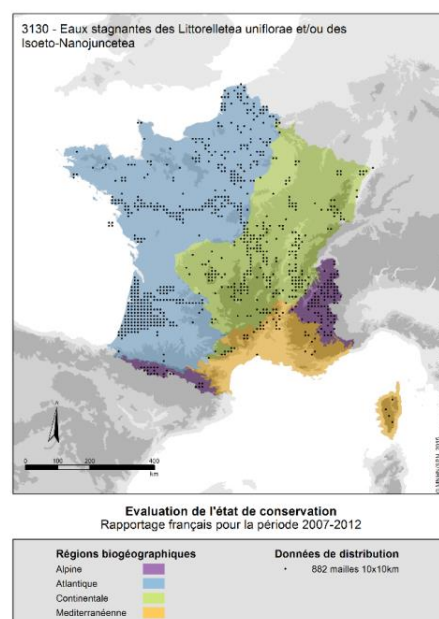 3130 - Eaux stagnantes des Littorelletea uniflorae et/ou des
Isoeto-Nanojuncetea
0 100 200 400
km
Evaluation de l'état de conservation
Rapportage français pour la période 2007-2012
Régions biogéographiques
Alpine
Atlantique
Continentale
Mediterranéenne
Données de distribution
882 mailles 10x10km